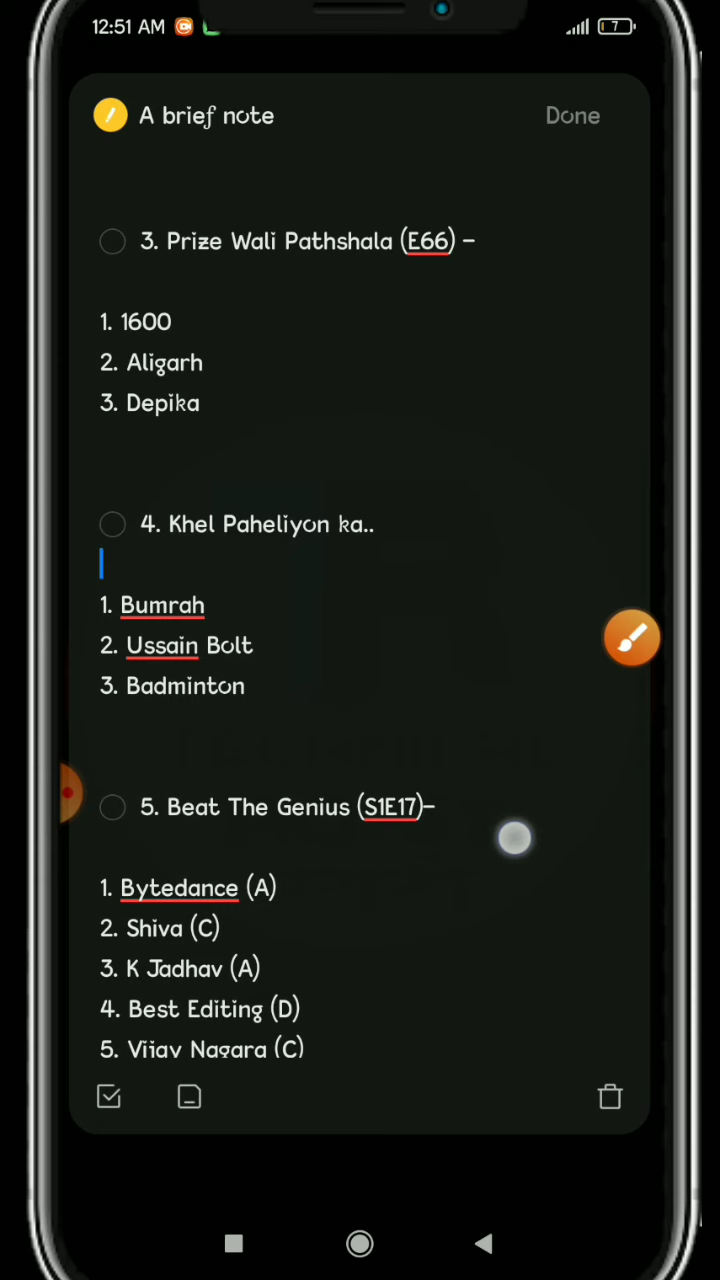 12:51 AM
7
A brief note
Done
3. Prize Wali Pathshala (E66) -
1. 1600
2. Aligarh
3. Depika
4. Khel Paheliyon ka..
1. Bumrah
2. Ussain Bolt
3. Badminton
5. Beat The Genius (S1E17)-
1. Bytedance (A)
2. Shiva (C)
3. K Jadhav (A)
4. Best Editing (D)
5. Vijay Nagara (C)